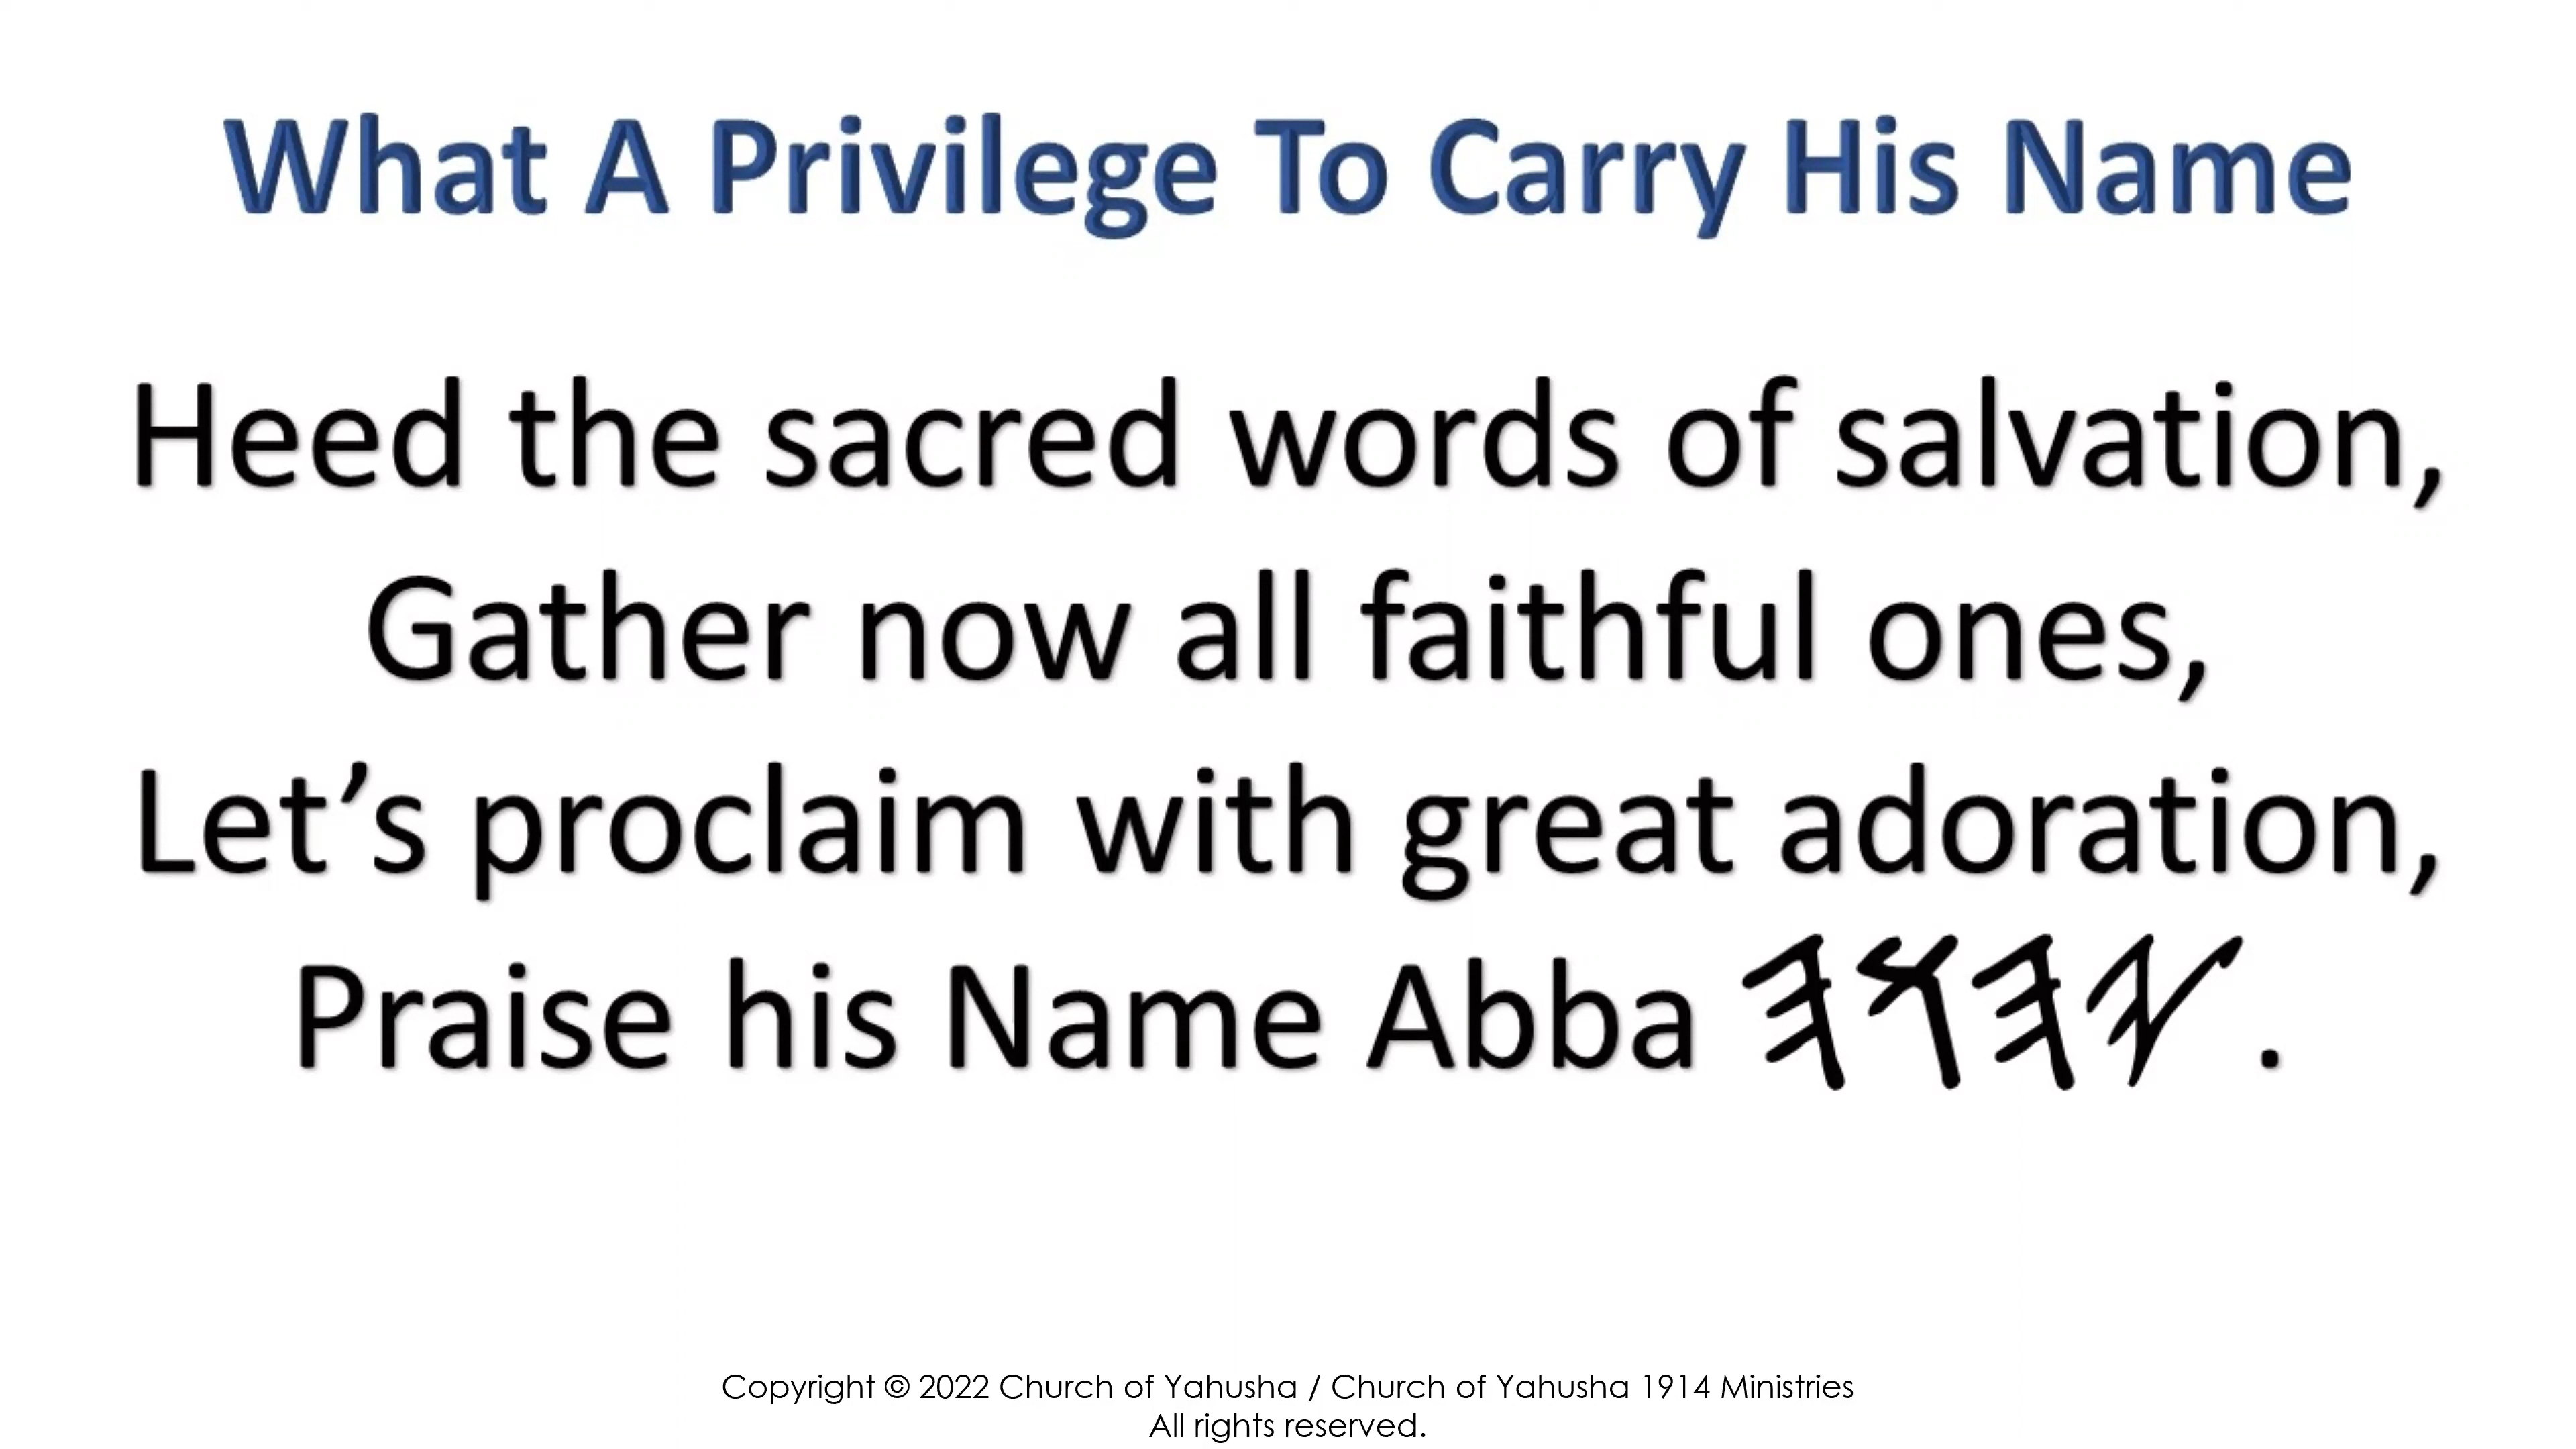 What A Privilege To Carry His Name
Heed the sacred words of salvation,
Gather now all faithful ones,
Let’s proclaim with great adoration,
Praise his Name Abba 𐤉𐤄𐤅𐤄 .
Copyright © 2022 Church of Yahusha / Church of Yahusha 1914 Ministries
All rights reserved.